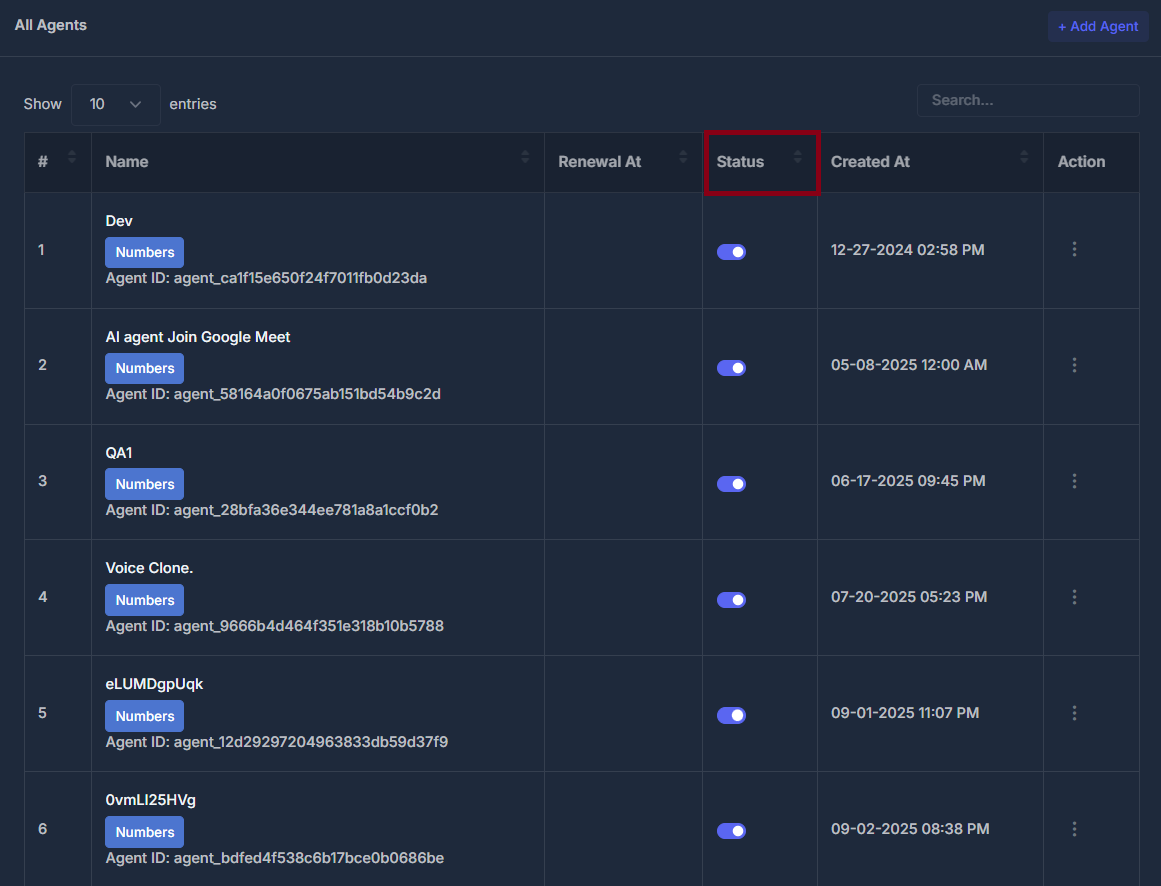 All Agents
+ Add Agent
Show 10 entries
Search...
# Name Renewal At Status Created At Action
Dev
1 Numbers 12-27-2024 02:58 PM
Agent ID: agent_ca1f15e650f24f7011fb0d23da
AI agent Join Google Meet
2 Numbers 05-08-2025 12:00 AM
Agent ID: agent_58164a0f0675ab151bd54b9c2d
QA1
3 Numbers 06-17-2025 09:45 PM
Agent ID: agent_28bfa36e344ee781a8a1ccf0b2
Voice Clone.
4 Numbers 07-20-2025 05:23 PM
Agent ID: agent_9666b4d464f351e318b10b5788
eLUMDgpUqk
5 Numbers 09-01-2025 11:07 PM
Agent ID: agent_12d29297204963833db59d37f9
0vmLI25HVg
6 Numbers 09-02-2025 08:38 PM
Agent ID: agent_bdfed4f538c6b17bce0b0686be